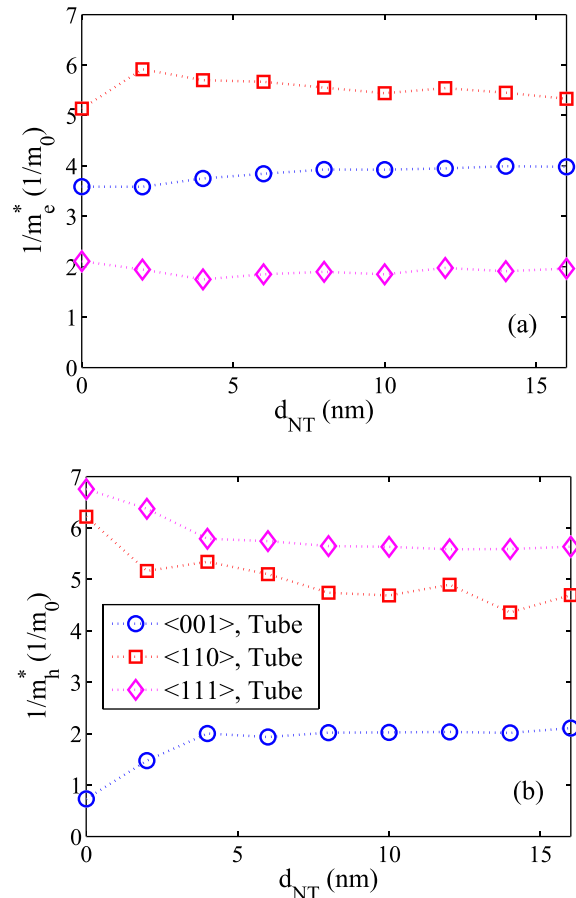 7
6
5
4
3
2
1
0
1/m*e (1/m0)
(a)
0 5 10 15
dNT (nm)
7
6
5
4
3
2
1
0
1/m*h (1/m0)
<001>, Tube
<110>, Tube
<111>, Tube
(b)
0 5 10 15
dNT (nm)